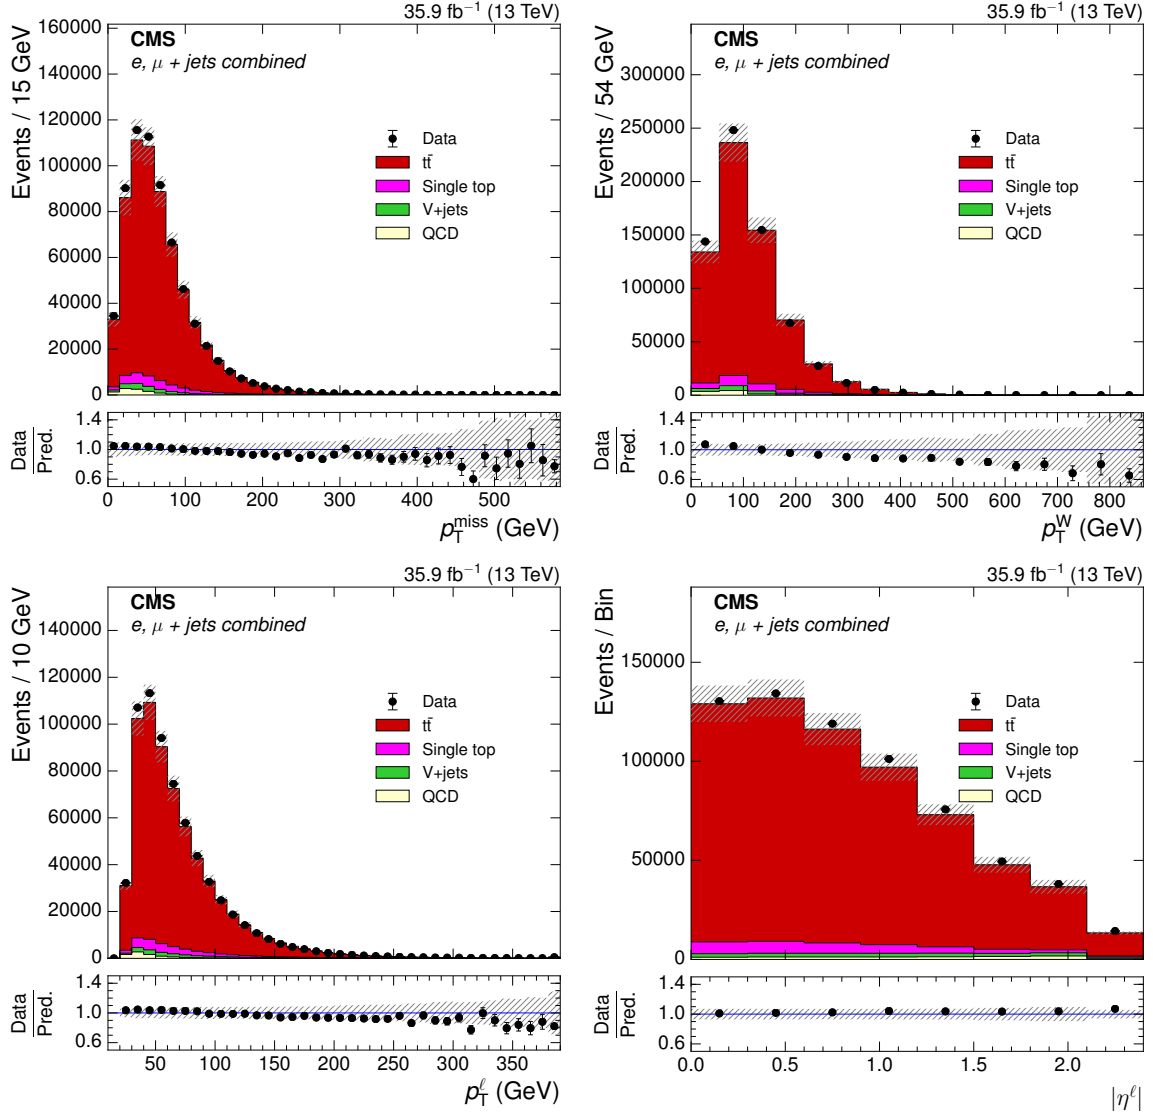 35.9 fb⁻¹ (13 TeV)
CMS
e, μ + jets combined
Events / 15 GeV
160000
140000
120000
100000
80000
60000
40000
20000
0
Data
tt̄
Single top
V+jets
QCD
Data
Pred.
1.4
1.0
0.6
0 100 200 300 400 500
p_T^miss (GeV)
35.9 fb⁻¹ (13 TeV)
CMS
e, μ + jets combined
Events / 54 GeV
300000
250000
200000
150000
100000
50000
0
Data
tt̄
Single top
V+jets
QCD
Data
Pred.
1.4
1.0
0.6
0 100 200 300 400 500 600 700 800
p_T^W (GeV)
35.9 fb⁻¹ (13 TeV)
CMS
e, μ + jets combined
Events / 10 GeV
140000
120000
100000
80000
60000
40000
20000
0
Data
tt̄
Single top
V+jets
QCD
Data
Pred.
1.4
1.0
0.6
50 100 150 200 250 300 350
p_T^ℓ (GeV)
35.9 fb⁻¹ (13 TeV)
CMS
e, μ + jets combined
Events / Bin
150000
100000
50000
0
Data
tt̄
Single top
V+jets
QCD
Data
Pred.
1.4
1.0
0.6
0.0 0.5 1.0 1.5 2.0
|η^ℓ|